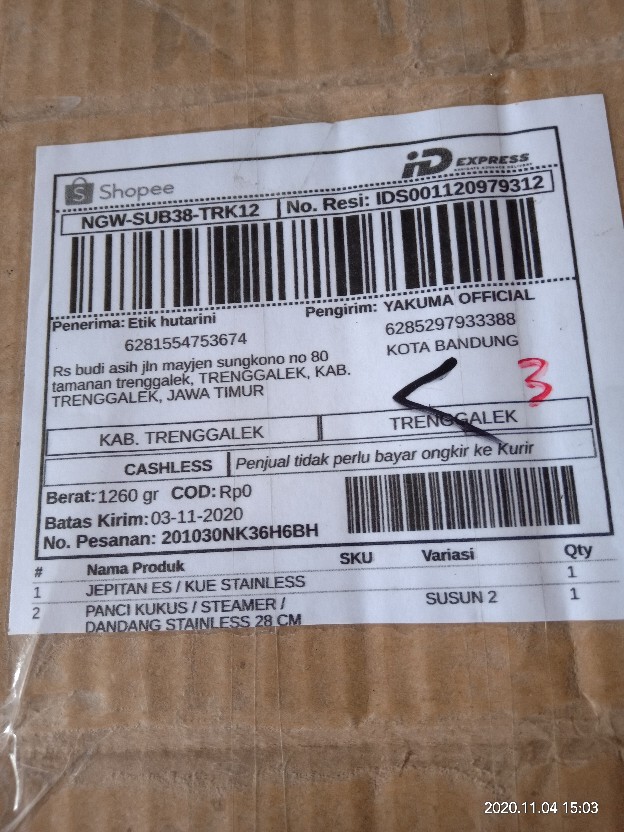 Shopee
iD EXPRESS
NGW-SUB38-TRK12
No. Resi: IDS001120979312
Penerima: Etik hutarini
6281554753674
Rs budi asih jln mayjen sungkono no 80
tamanan trenggalek, TRENGGALEK, KAB.
TRENGGALEK, JAWA TIMUR
Pengirim: YAKUMA OFFICIAL
6285297933388
KOTA BANDUNG
3
KAB. TRENGGALEK
TRENGGALEK
CASHLESS
Penjual tidak perlu bayar ongkir ke Kurir
Berat: 1260 gr COD: Rp0
Batas Kirim: 03-11-2020
No. Pesanan: 201030NK36H6BH
# Nama Produk SKU Variasi Qty
1 JEPITAN ES / KUE STAINLESS 1
2 PANCI KUKUS / STEAMER / SUSUN 2 1
DANDANG STAINLESS 28 CM
2020.11.04 15:03